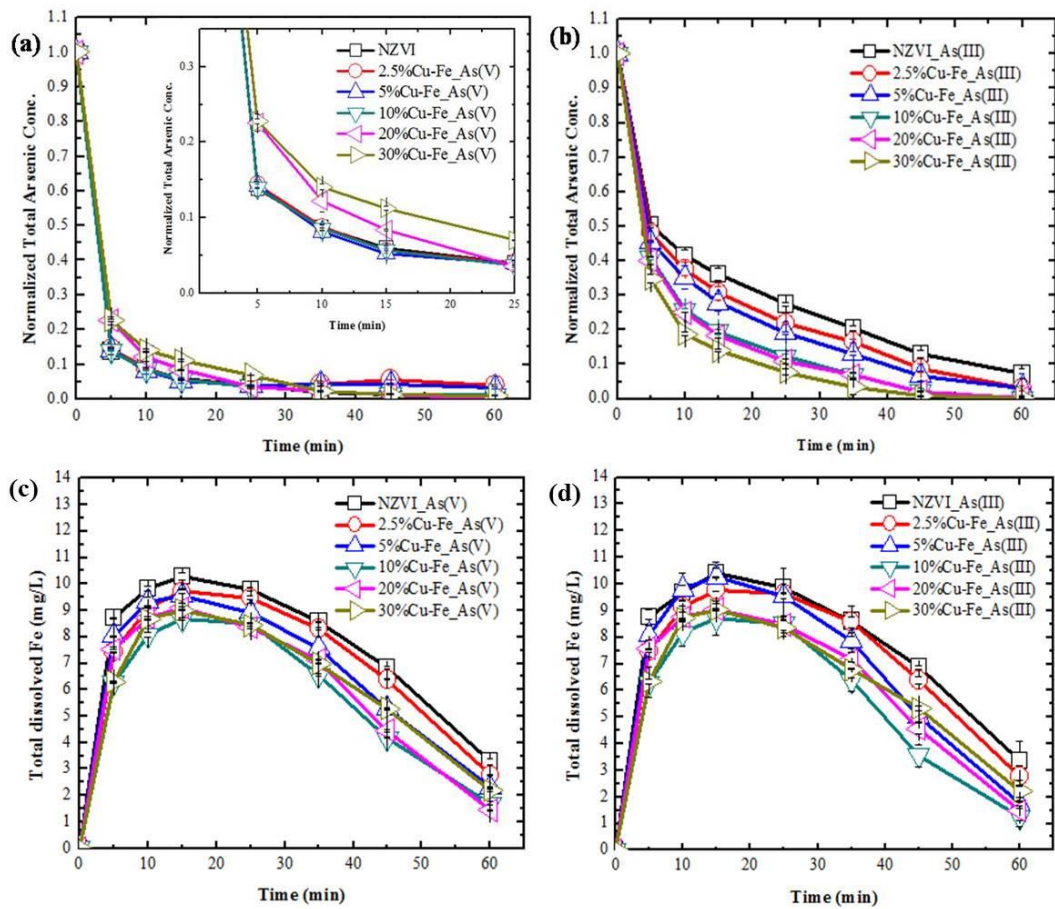 (a)
Normalized Total Arsenic Conc.
1.1
1.0
0.9
0.8
0.7
0.6
0.5
0.4
0.3
0.2
0.1
0.0
0 10 20 30 40 50 60
Time (min)
Normalized Total Arsenic Conc.
0.3
0.2
0.1
0.0
5 10 15 20 25
Time (min)
NZVI
2.5%Cu-Fe_As(V)
5%Cu-Fe_As(V)
10%Cu-Fe_As(V)
20%Cu-Fe_As(V)
30%Cu-Fe_As(V)
(b)
Normalized Total Arsenic Conc.
1.1
1.0
0.9
0.8
0.7
0.6
0.5
0.4
0.3
0.2
0.1
0.0
0 10 20 30 40 50 60
Time (min)
NZVI_As(III)
2.5%Cu-Fe_As(III)
5%Cu-Fe_As(III)
10%Cu-Fe_As(III)
20%Cu-Fe_As(III)
30%Cu-Fe_As(III)
(c)
Total dissolved Fe (mg/L)
14
13
12
11
10
9
8
7
6
5
4
3
2
1
0
0 10 20 30 40 50 60
Time (min)
NZVI_As(V)
2.5%Cu-Fe_As(V)
5%Cu-Fe_As(V)
10%Cu-Fe_As(V)
20%Cu-Fe_As(V)
30%Cu-Fe_As(V)
(d)
Total dissolved Fe (mg/L)
14
13
12
11
10
9
8
7
6
5
4
3
2
1
0
0 10 20 30 40 50 60
Time (min)
NZVI_As(III)
2.5%Cu-Fe_As(III)
5%Cu-Fe_As(III)
10%Cu-Fe_As(III)
20%Cu-Fe_As(III)
30%Cu-Fe_As(III)